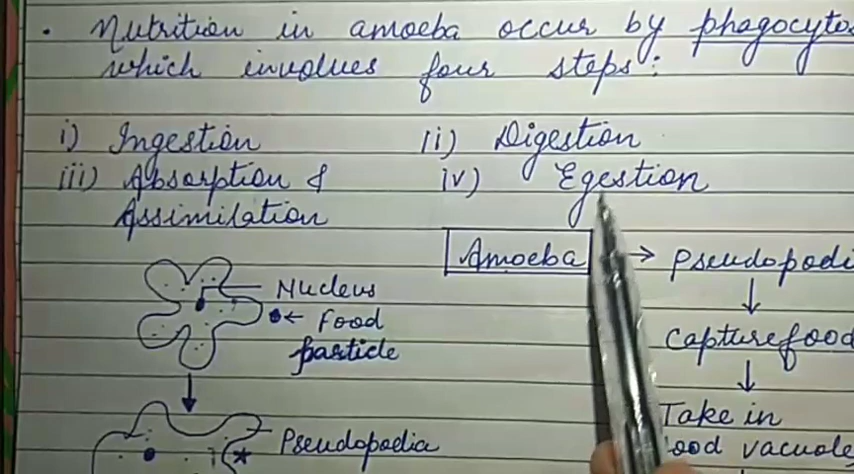 • Nutrition in amoeba occur by phagocyto
which involves four steps:
i) Ingestion ii) Digestion
iii) Absorption & iv) Egestion
Assimilation
Amoeba → Pseudopodi
Nucleus
Food
particle
Capture food
Take in
ood vacuole
Pseudopodia